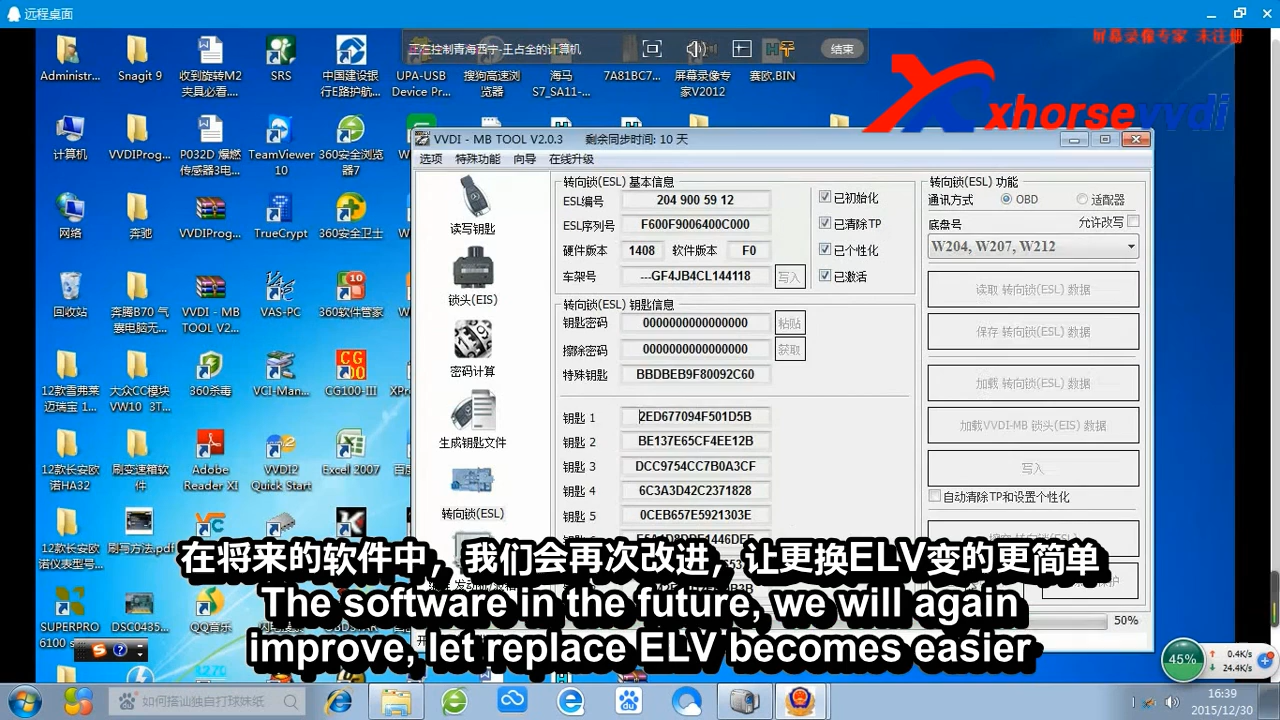 远程桌面
正在控制青海西宁-王占全的计算机
结束
屏幕录像专家 未注册
xhorsevvdi
Administr...
Snagit 9
收到旋转M2
夹具必看....
SRS
中国建设银
行E路护航...
UPA-USB
Device Pr...
搜狗高速浏
览器
海马
S7_SA11-...
7A81BC7...
屏幕录像专
家V2012
赛欧.BIN
计算机
VVDIProg...
P032D 爆燃
传感器3电...
TeamViewer
10
360安全浏览
器7
网络
奔驰
VVDIProg...
TrueCrypt
360安全卫士
回收站
奔腾B70 气
囊电脑无...
VVDI - MB
TOOL V2...
VAS-PC
360软件管家
12款雪弗莱
迈瑞宝 1...
大众CC模块
VW10 3T...
360杀毒
VCI-Man...
CG100-III
XPro
12款长安欧
诺HA32
刷变速箱软
件
Adobe
Reader XI
VVDI2
Quick Start
Excel 2007
12款长安欧
诺仪表型号...
刷写方法.pdf
SUPERPRO
6100
DSC0435...
QQ音乐
VVDI - MB TOOL V2.0.3 剩余同步时间: 10 天
选项 特殊功能 向导 在线升级
读写钥匙
锁头(EIS)
密码计算
生成钥匙文件
转向锁(ESL)
转向锁(ESL) 基本信息
ESL编号 204 900 59 12
ESL序列号 F600F9006400C000
硬件版本 1408 软件版本 F0
车架号 ---GF4JB4CL144118 写入
已初始化
已清除TP
已个性化
已激活
转向锁(ESL) 钥匙信息
钥匙密码 0000000000000000 粘贴
擦除密码 0000000000000000 获取
特殊钥匙 BBDBEB9F80092C60
钥匙 1 2ED677094F501D5B
钥匙 2 BE137E65CF4EE12B
钥匙 3 DCC9754CC7B0A3CF
钥匙 4 6C3A3D42C2371828
钥匙 5 0CEB657E5921303E
转向锁(ESL) 功能
通讯方式 OBD 适配器
底盘号 允许改写
W204, W207, W212
读取 转向锁(ESL) 数据
保存 转向锁(ESL) 数据
加载 转向锁(ESL) 数据
加载VVDI-MB 锁头(EIS) 数据
写入
自动清除TP和设置个性化
50%
在将来的软件中，我们会再次改进，让更换ELV变的更简单
The software in the future, we will again
improve, let replace ELV becomes easier
45%
0.4K/s
24.4K/s
如何搭讪独自打球妹纸
16:39
2015/12/30